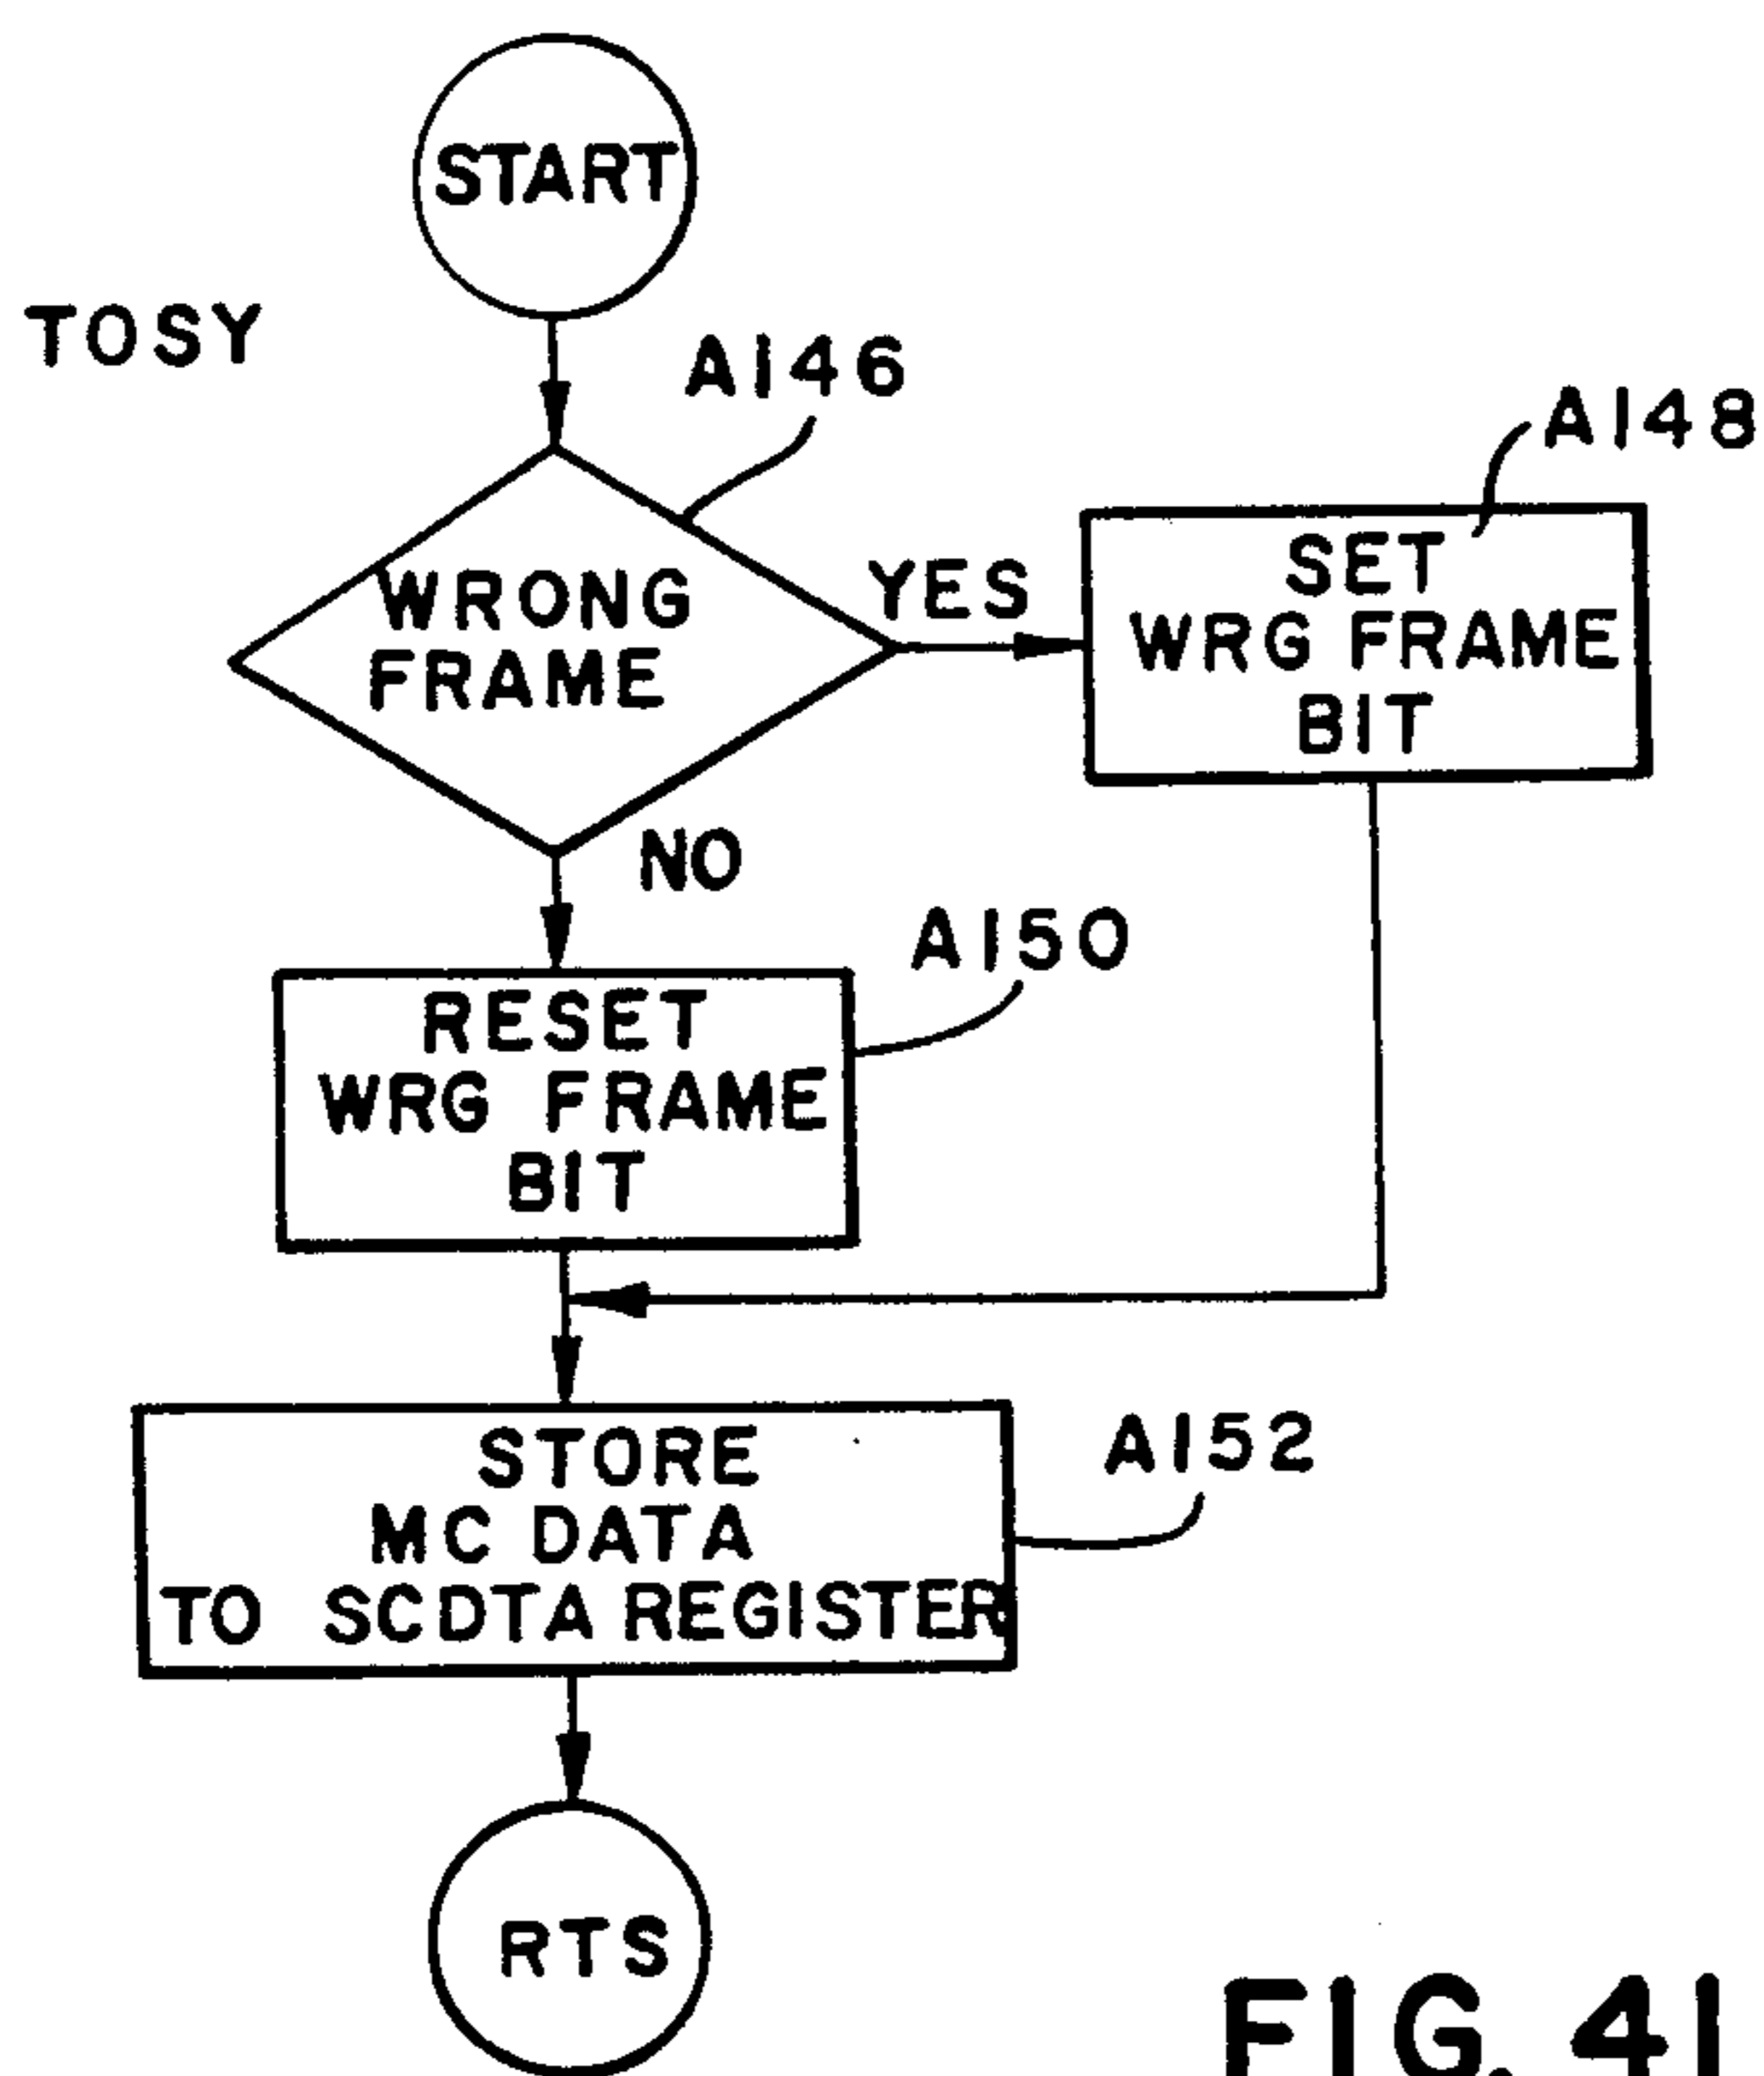 START
TOSY
A146
A148
WRONG
FRAME
YES
SET
WRG FRAME
BIT
NO
A150
RESET
WRG FRAME
BIT
STORE
MC DATA
TO SCDTA REGISTER
A152
RTS
FIG. 41